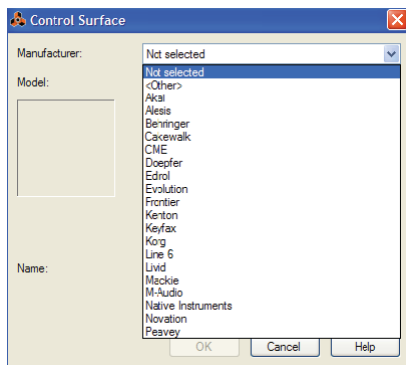 Control Surface
Manufacturer:
Not selected
Not selected
<Other>
Akai
Alesis
Behringer
Cakewalk
CME
Doepfer
Edirol
Evolution
Frontier
Kenton
Keyfax
Korg
Line 6
Livid
Mackie
M-Audio
Native Instruments
Novation
Peavey
Model:
Name:
OK
Cancel
Help